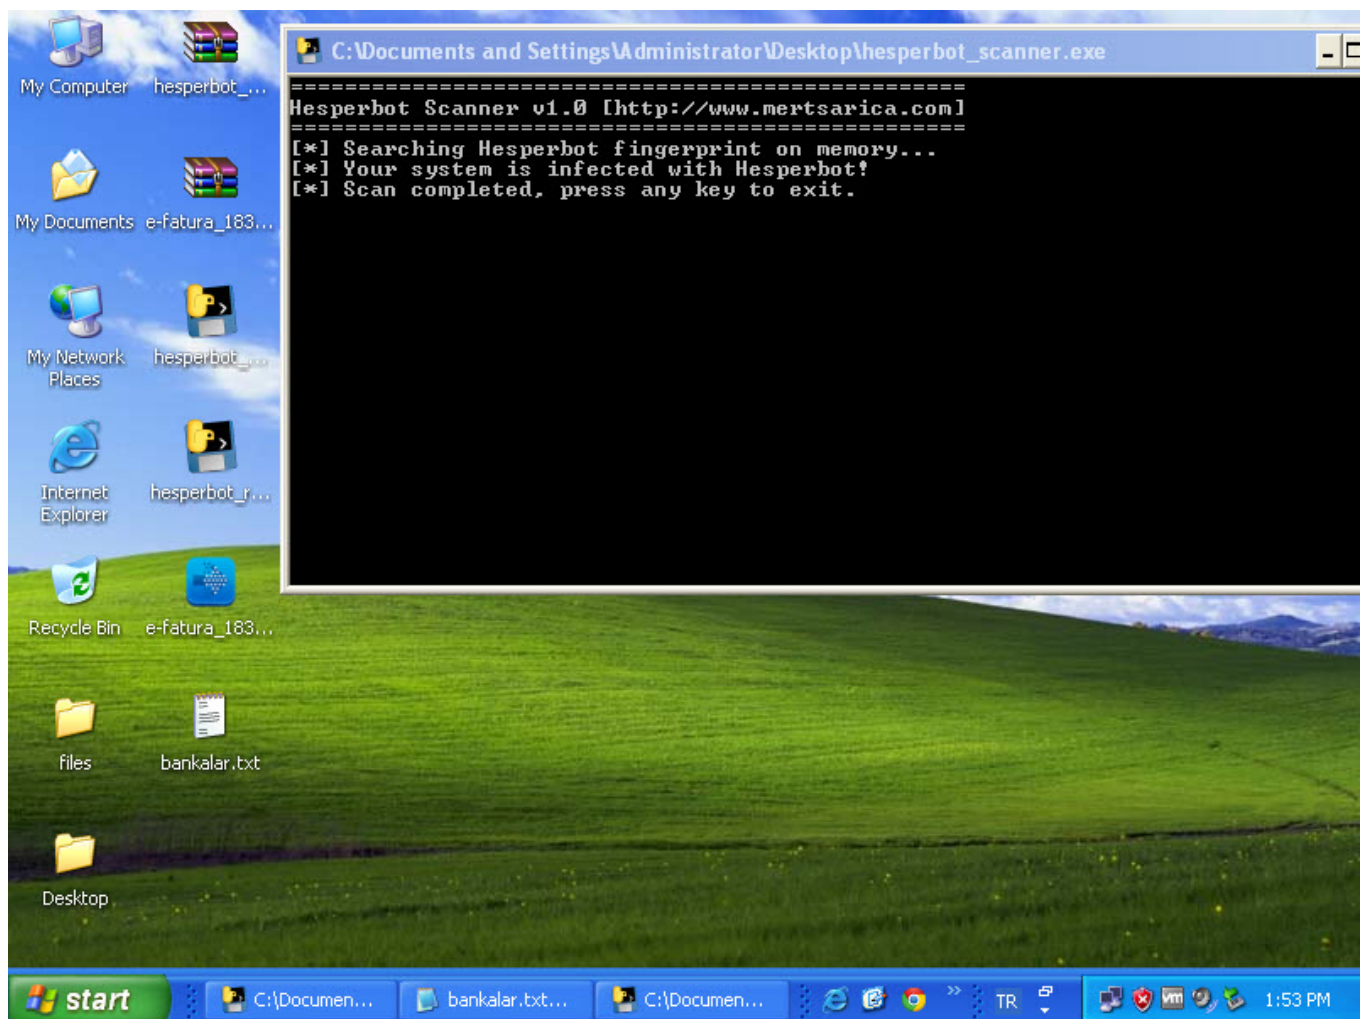 C:\Documents and Settings\Administrator\Desktop\hesperbot_scanner.exe
==================================================
Hesperbot Scanner v1.0 [http://www.mertsarica.com]
==================================================
[*] Searching Hesperbot fingerprint on memory...
[*] Your system is infected with Hesperbot!
[*] Scan completed, press any key to exit.
My Computer
hesperbot_...
My Documents
e-fatura_183...
My Network
Places
hesperbot_...
Internet
Explorer
hesperbot_r...
Recycle Bin
e-fatura_183...
files
bankalar.txt
Desktop
start
C:\Documen...
bankalar.txt...
C:\Documen...
TR
vm
1:53 PM